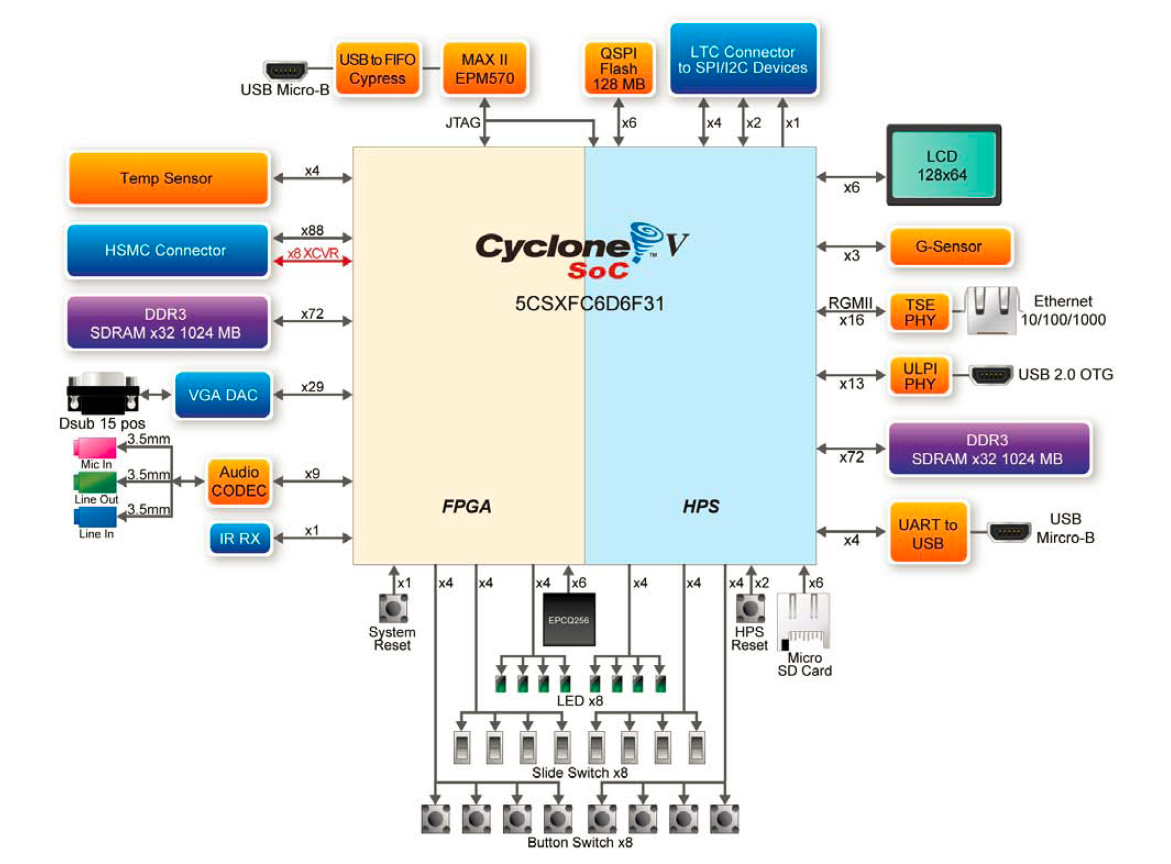 USB Micro-B
USB to FIFO
Cypress
MAX II
EPM570
QSPI
Flash
128 MB
LTC Connector
to SPI/I2C Devices
JTAG
x6
x4
x2
x1
Temp Sensor
x4
HSMC Connector
x88
x8 XCVR
DDR3
SDRAM x32 1024 MB
x72
Dsub 15 pos
VGA DAC
x29
3.5mm
Mic In
3.5mm
Line Out
3.5mm
Line In
Audio
CODEC
x9
IR RX
x1
Cyclone V
TM
SoC
5CSXFC6D6F31
FPGA
HPS
LCD
128x64
x6
G-Sensor
x3
RGMII
x16
TSE
PHY
Ethernet
10/100/1000
x13
ULPI
PHY
USB 2.0 OTG
x72
DDR3
SDRAM x32 1024 MB
x4
UART to
USB
USB
Mircro-B
x1
x4
x4
x4
x6
x4
x4
x4
x2
x6
System
Reset
EPCQ256
HPS
Reset
Micro
SD Card
LED x8
Slide Switch x8
Button Switch x8